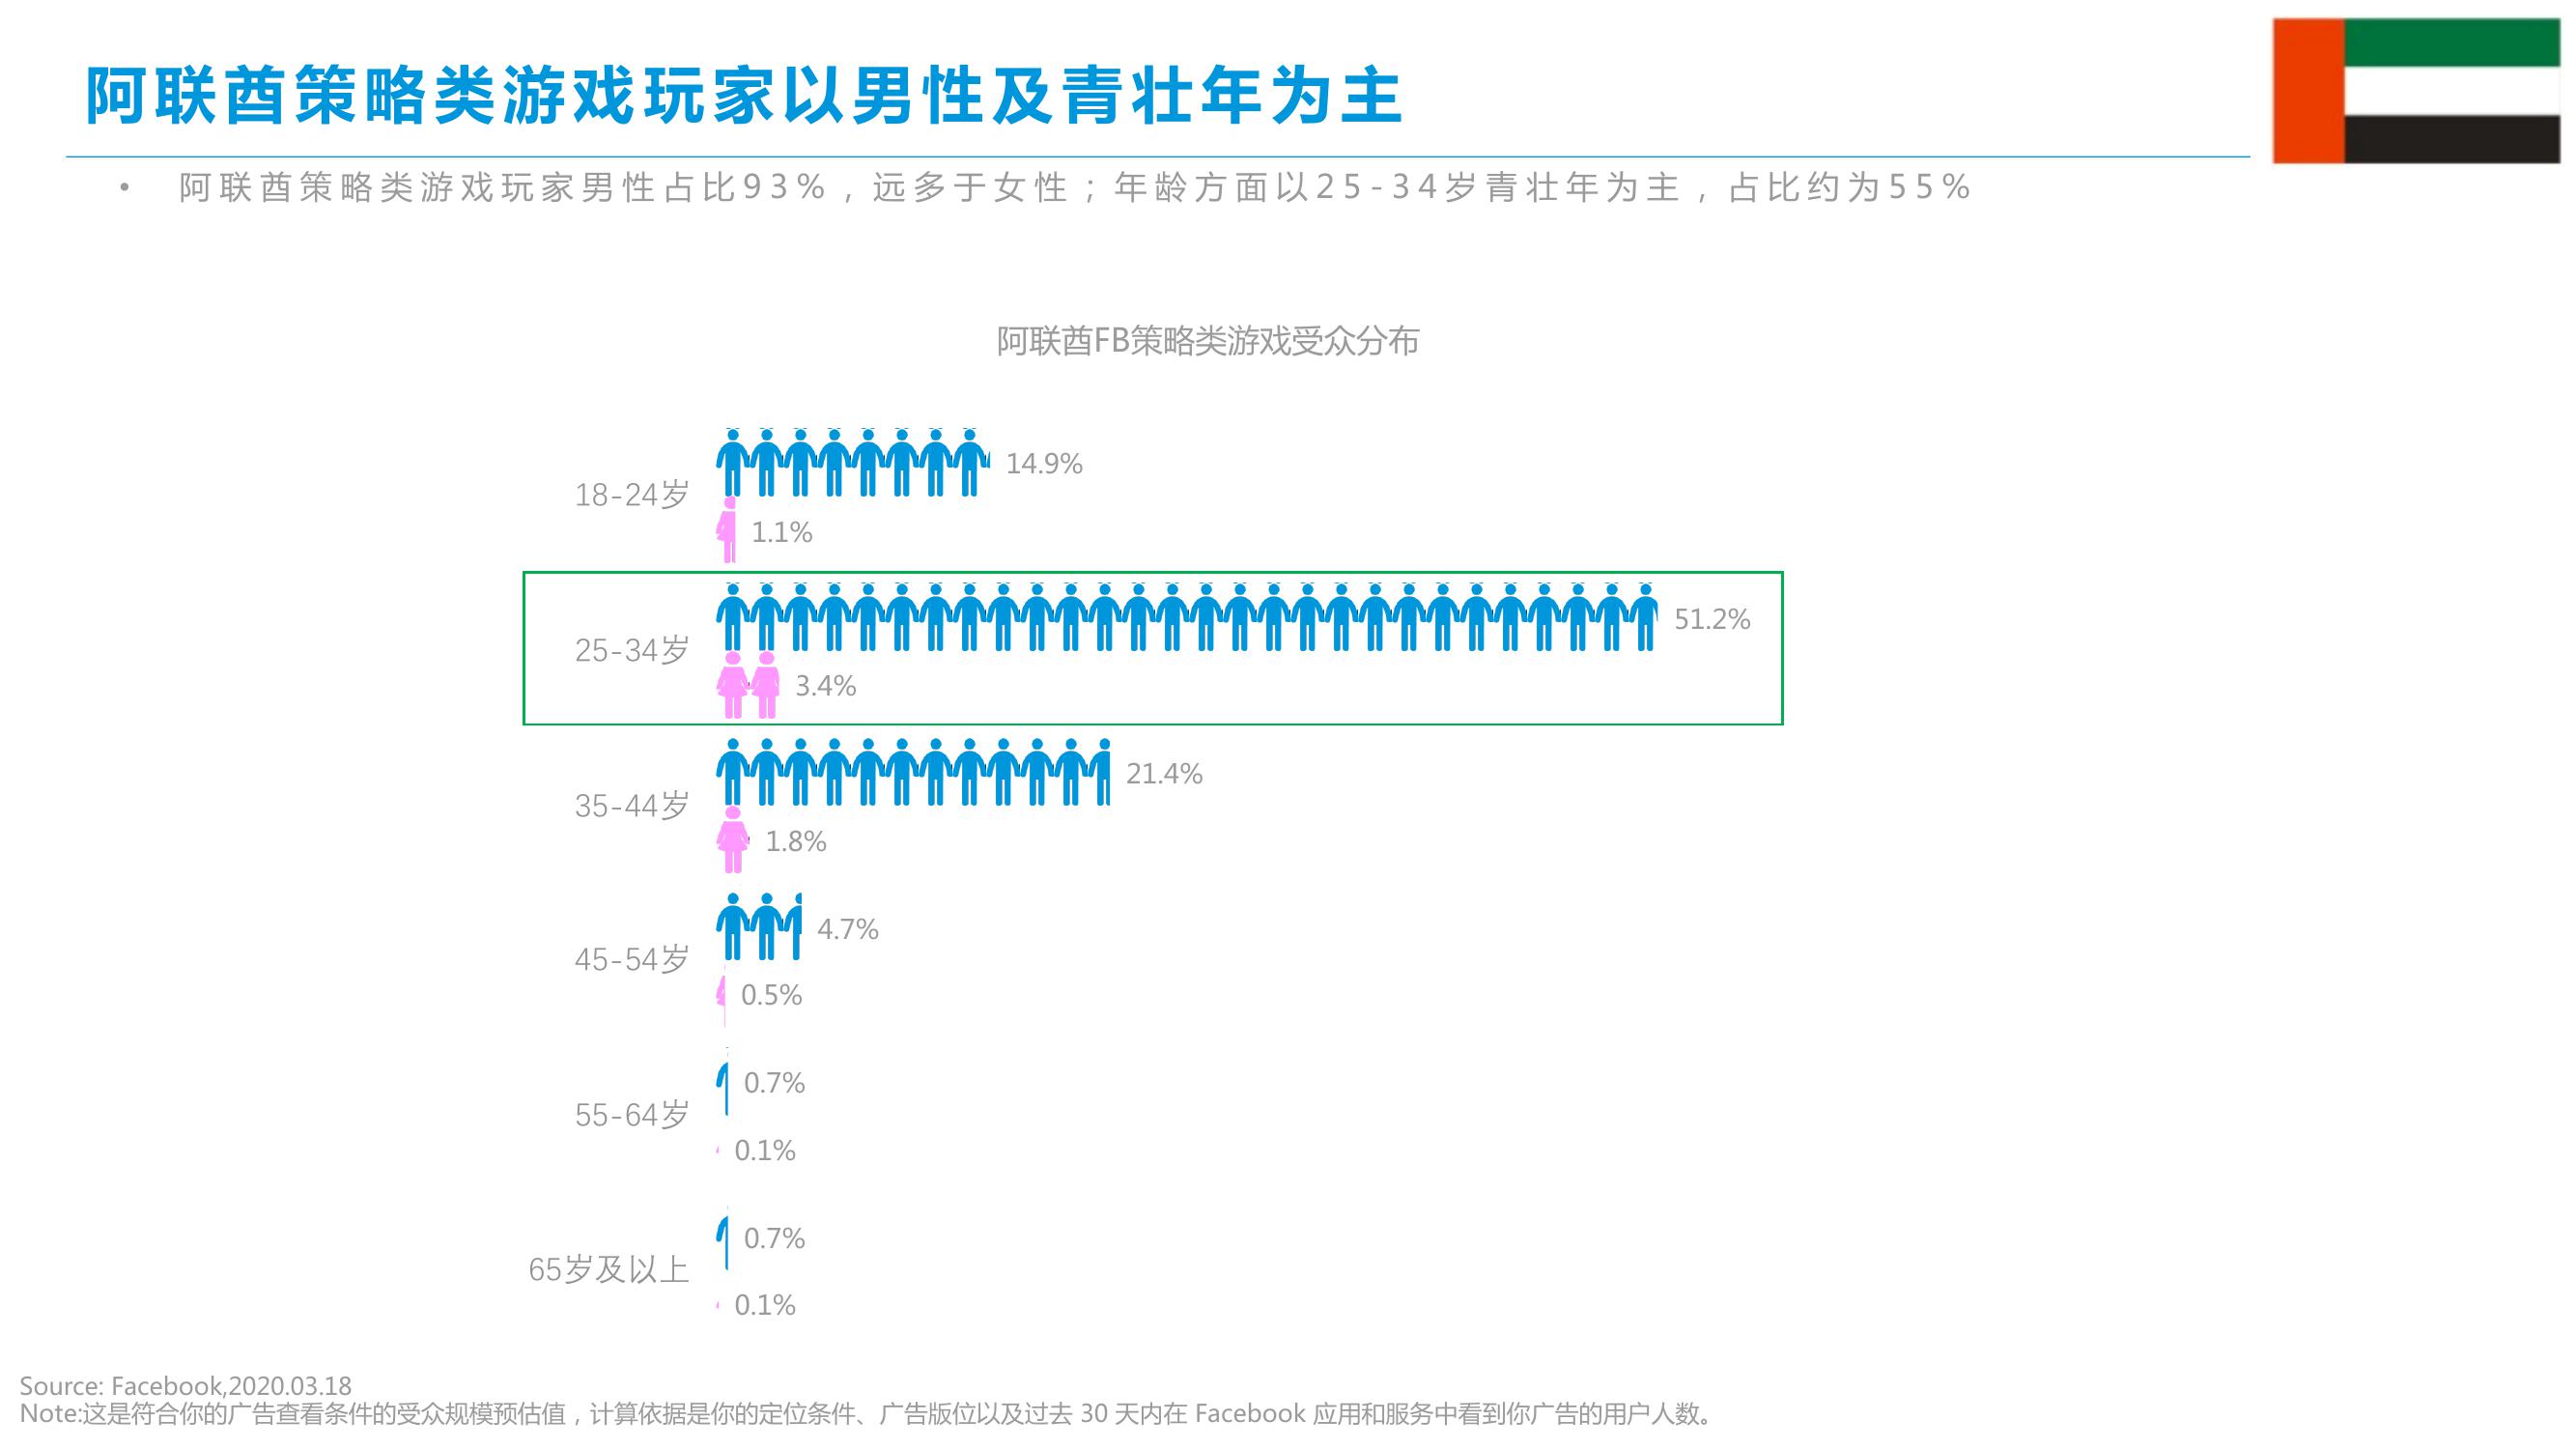 阿联酋策略类游戏玩家以男性及青壮年为主
• 阿联酋策略类游戏玩家男性占比93%，远多于女性；年龄方面以25-34岁青壮年为主，占比约为55%
阿联酋FB策略类游戏受众分布
18-24岁
14.9%
1.1%
25-34岁
51.2%
3.4%
35-44岁
21.4%
1.8%
45-54岁
4.7%
0.5%
55-64岁
0.7%
0.1%
65岁及以上
0.7%
0.1%
Source: Facebook,2020.03.18
Note:这是符合你的广告查看条件的受众规模预估值，计算依据是你的定位条件、广告版位以及过去 30 天内在 Facebook 应用和服务中看到你广告的用户人数。